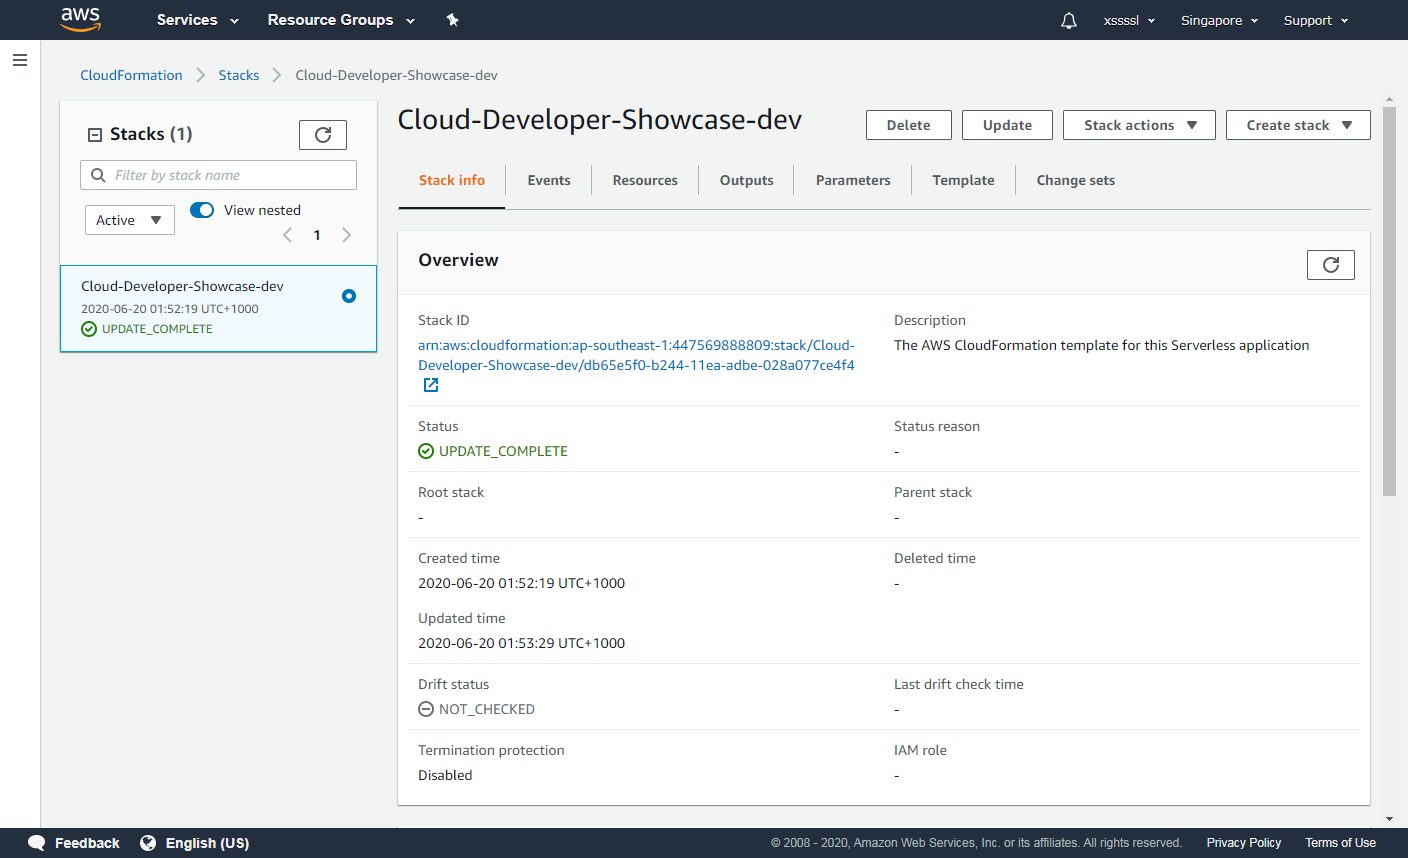 aws Services Resource Groups xssssl Singapore Support
CloudFormation Stacks Cloud-Developer-Showcase-dev
Stacks (1)
Filter by stack name
Active View nested
1
Cloud-Developer-Showcase-dev
2020-06-20 01:52:19 UTC+1000
UPDATE_COMPLETE
Cloud-Developer-Showcase-dev
Delete Update Stack actions Create stack
Stack info Events Resources Outputs Parameters Template Change sets
Overview
Stack ID
arn:aws:cloudformation:ap-southeast-1:447569888809:stack/Cloud-
Developer-Showcase-dev/db65e5f0-b244-11ea-adbe-028a077ce4f4
Description
The AWS CloudFormation template for this Serverless application
Status
UPDATE_COMPLETE
Status reason
-
Root stack
-
Parent stack
-
Created time
2020-06-20 01:52:19 UTC+1000
Deleted time
-
Updated time
2020-06-20 01:53:29 UTC+1000
Drift status
NOT_CHECKED
Last drift check time
-
Termination protection
Disabled
IAM role
-
Feedback English (US) © 2008 - 2020, Amazon Web Services, Inc. or its affiliates. All rights reserved. Privacy Policy Terms of Use